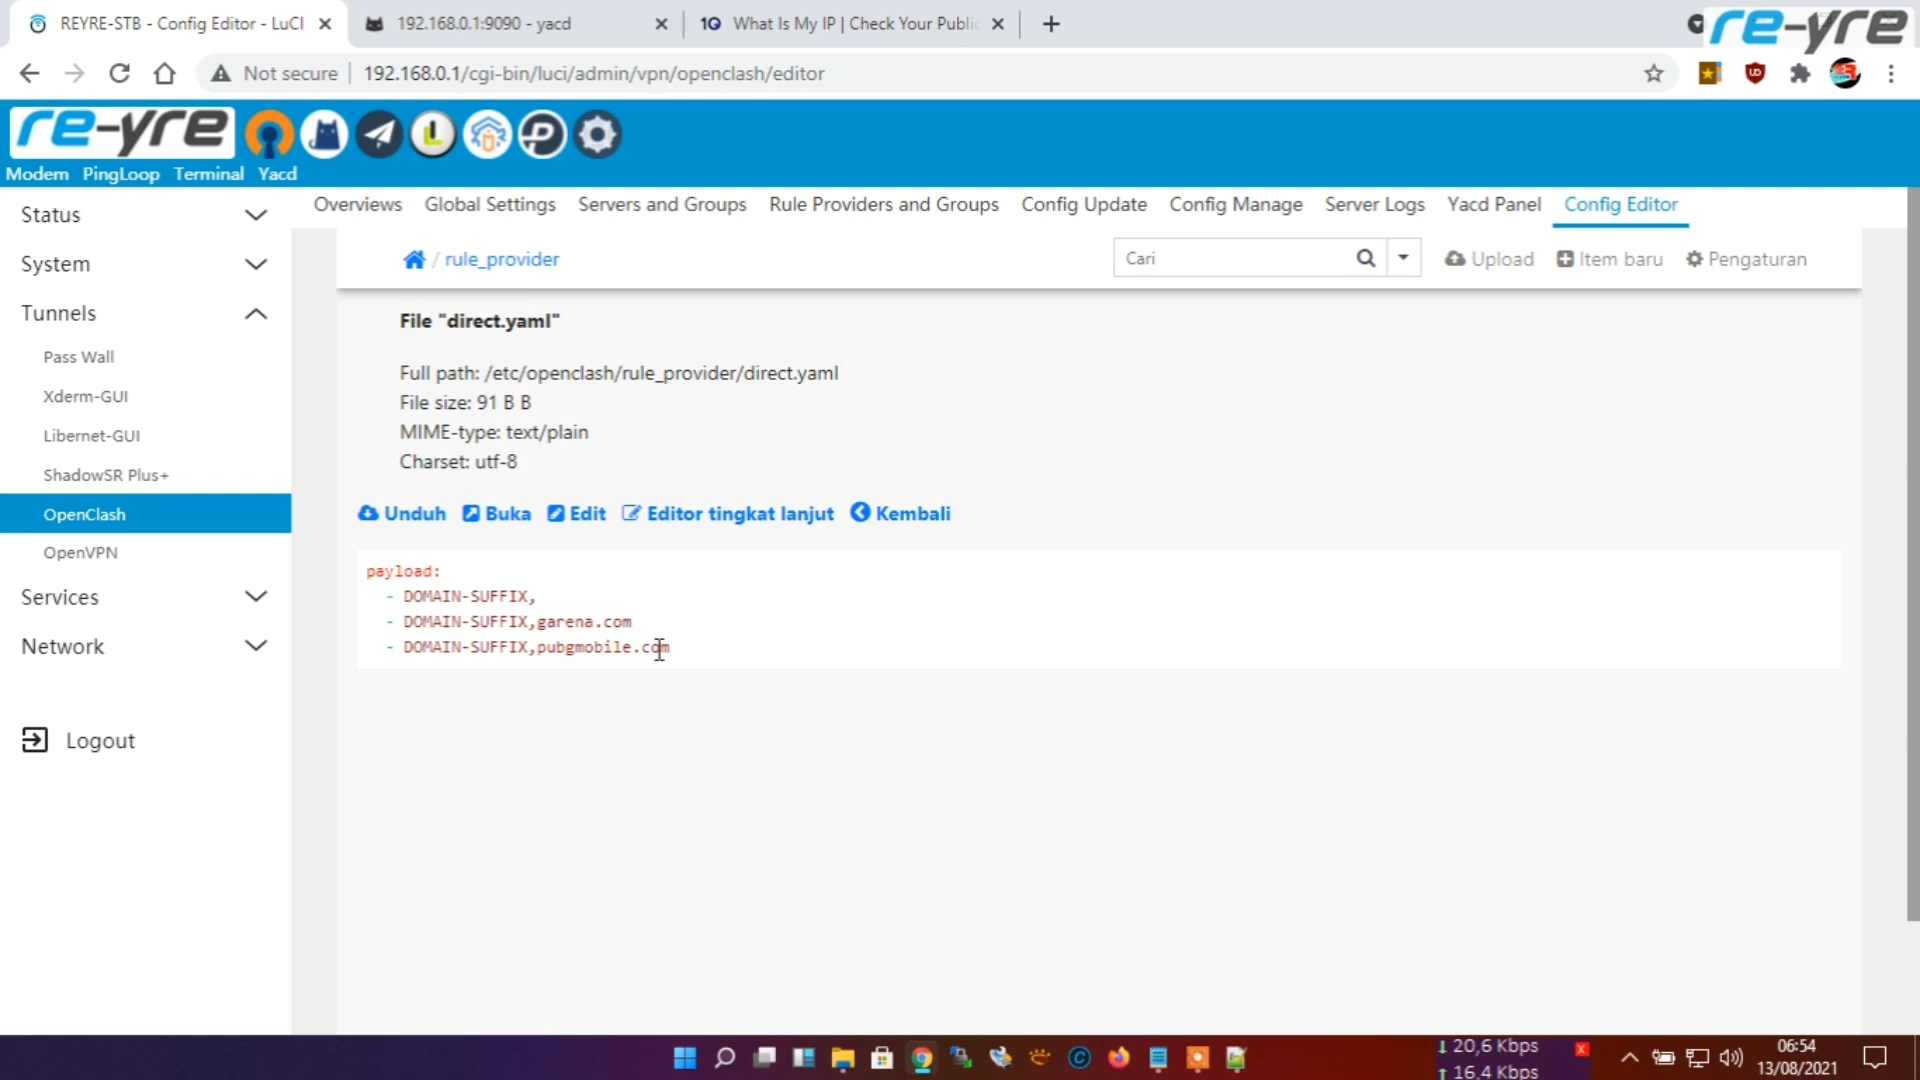 REYRE-STB - Config Editor - LuCI
192.168.0.1:9090 - yacd
1Q What Is My IP | Check Your Public
re-yre
Not secure | 192.168.0.1/cgi-bin/luci/admin/vpn/openclash/editor
re-yre
Modem PingLoop Terminal Yacd
Overviews Global Settings Servers and Groups Rule Providers and Groups Config Update Config Manage Server Logs Yacd Panel Config Editor
Status
System
Tunnels
Pass Wall
Xderm-GUI
Libernet-GUI
ShadowSR Plus+
OpenClash
OpenVPN
Services
Network
Logout
/ rule_provider
Cari
Upload Item baru Pengaturan
File "direct.yaml"
Full path: /etc/openclash/rule_provider/direct.yaml
File size: 91 B B
MIME-type: text/plain
Charset: utf-8
Unduh Buka Edit Editor tingkat lanjut Kembali
payload:
- DOMAIN-SUFFIX,
- DOMAIN-SUFFIX,garena.com
- DOMAIN-SUFFIX,pubgmobile.com
20,6 Kbps
16,4 Kbps
06:54
13/08/2021